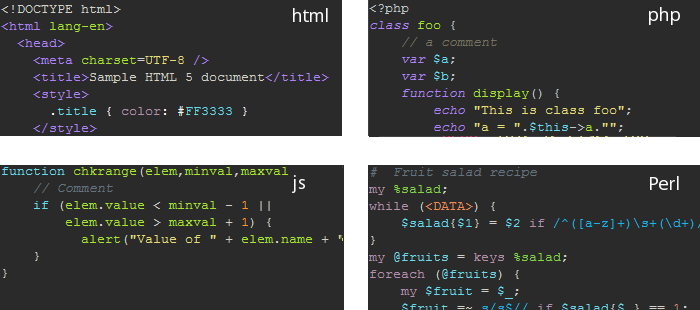 <!DOCTYPE html>
html
<html lang-en>
<head>
<meta charset=UTF-8 />
<title>Sample HTML 5 document</title>
<style>
.title { color: #FF3333 }
</style>
<?php
php
class foo {
// a comment
var $a;
var $b;
function display() {
echo "This is class foo";
echo "a = ".$this->a."";
function chkrange(elem,minval,maxval
js
// Comment
if (elem.value < minval - 1 ||
elem.value > maxval + 1) {
alert("Value of " + elem.name + "
}
}
# Fruit salad recipe
Perl
my %salad;
while (<DATA>) {
$salad{$1} = $2 if /^([a-z]+)\s+(\d+)/
}
my @fruits = keys %salad;
foreach (@fruits) {
my $fruit = $_;
$fruit =~ s/s$// if $salad{$_} == 1;